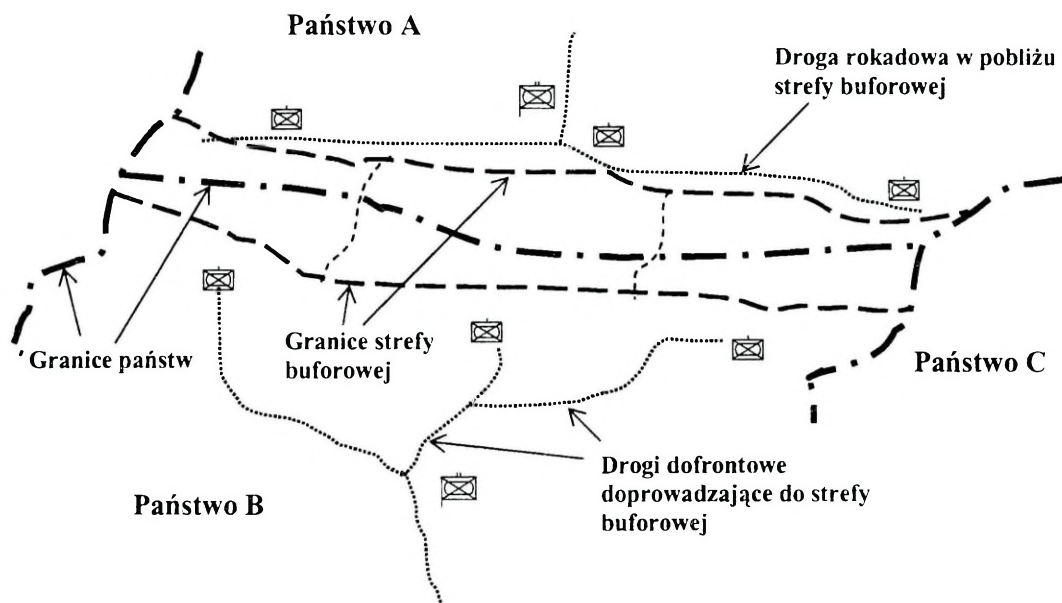 Państwo A
Droga rokadowa w pobliżu
strefy buforowej
Granice państw
Granice strefy
buforowej
Państwo C
Drogi dofrontowe
doprowadzające do strefy
buforowej
Państwo B